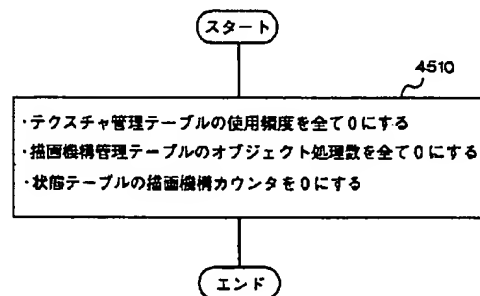 スタート
4510
・テクスチャ管理テーブルの使用頻度を全て0にする
・描画機構管理テーブルのオブジェクト処理数を全て0にする
・状態テーブルの描画機構カウンタを0にする
エンド